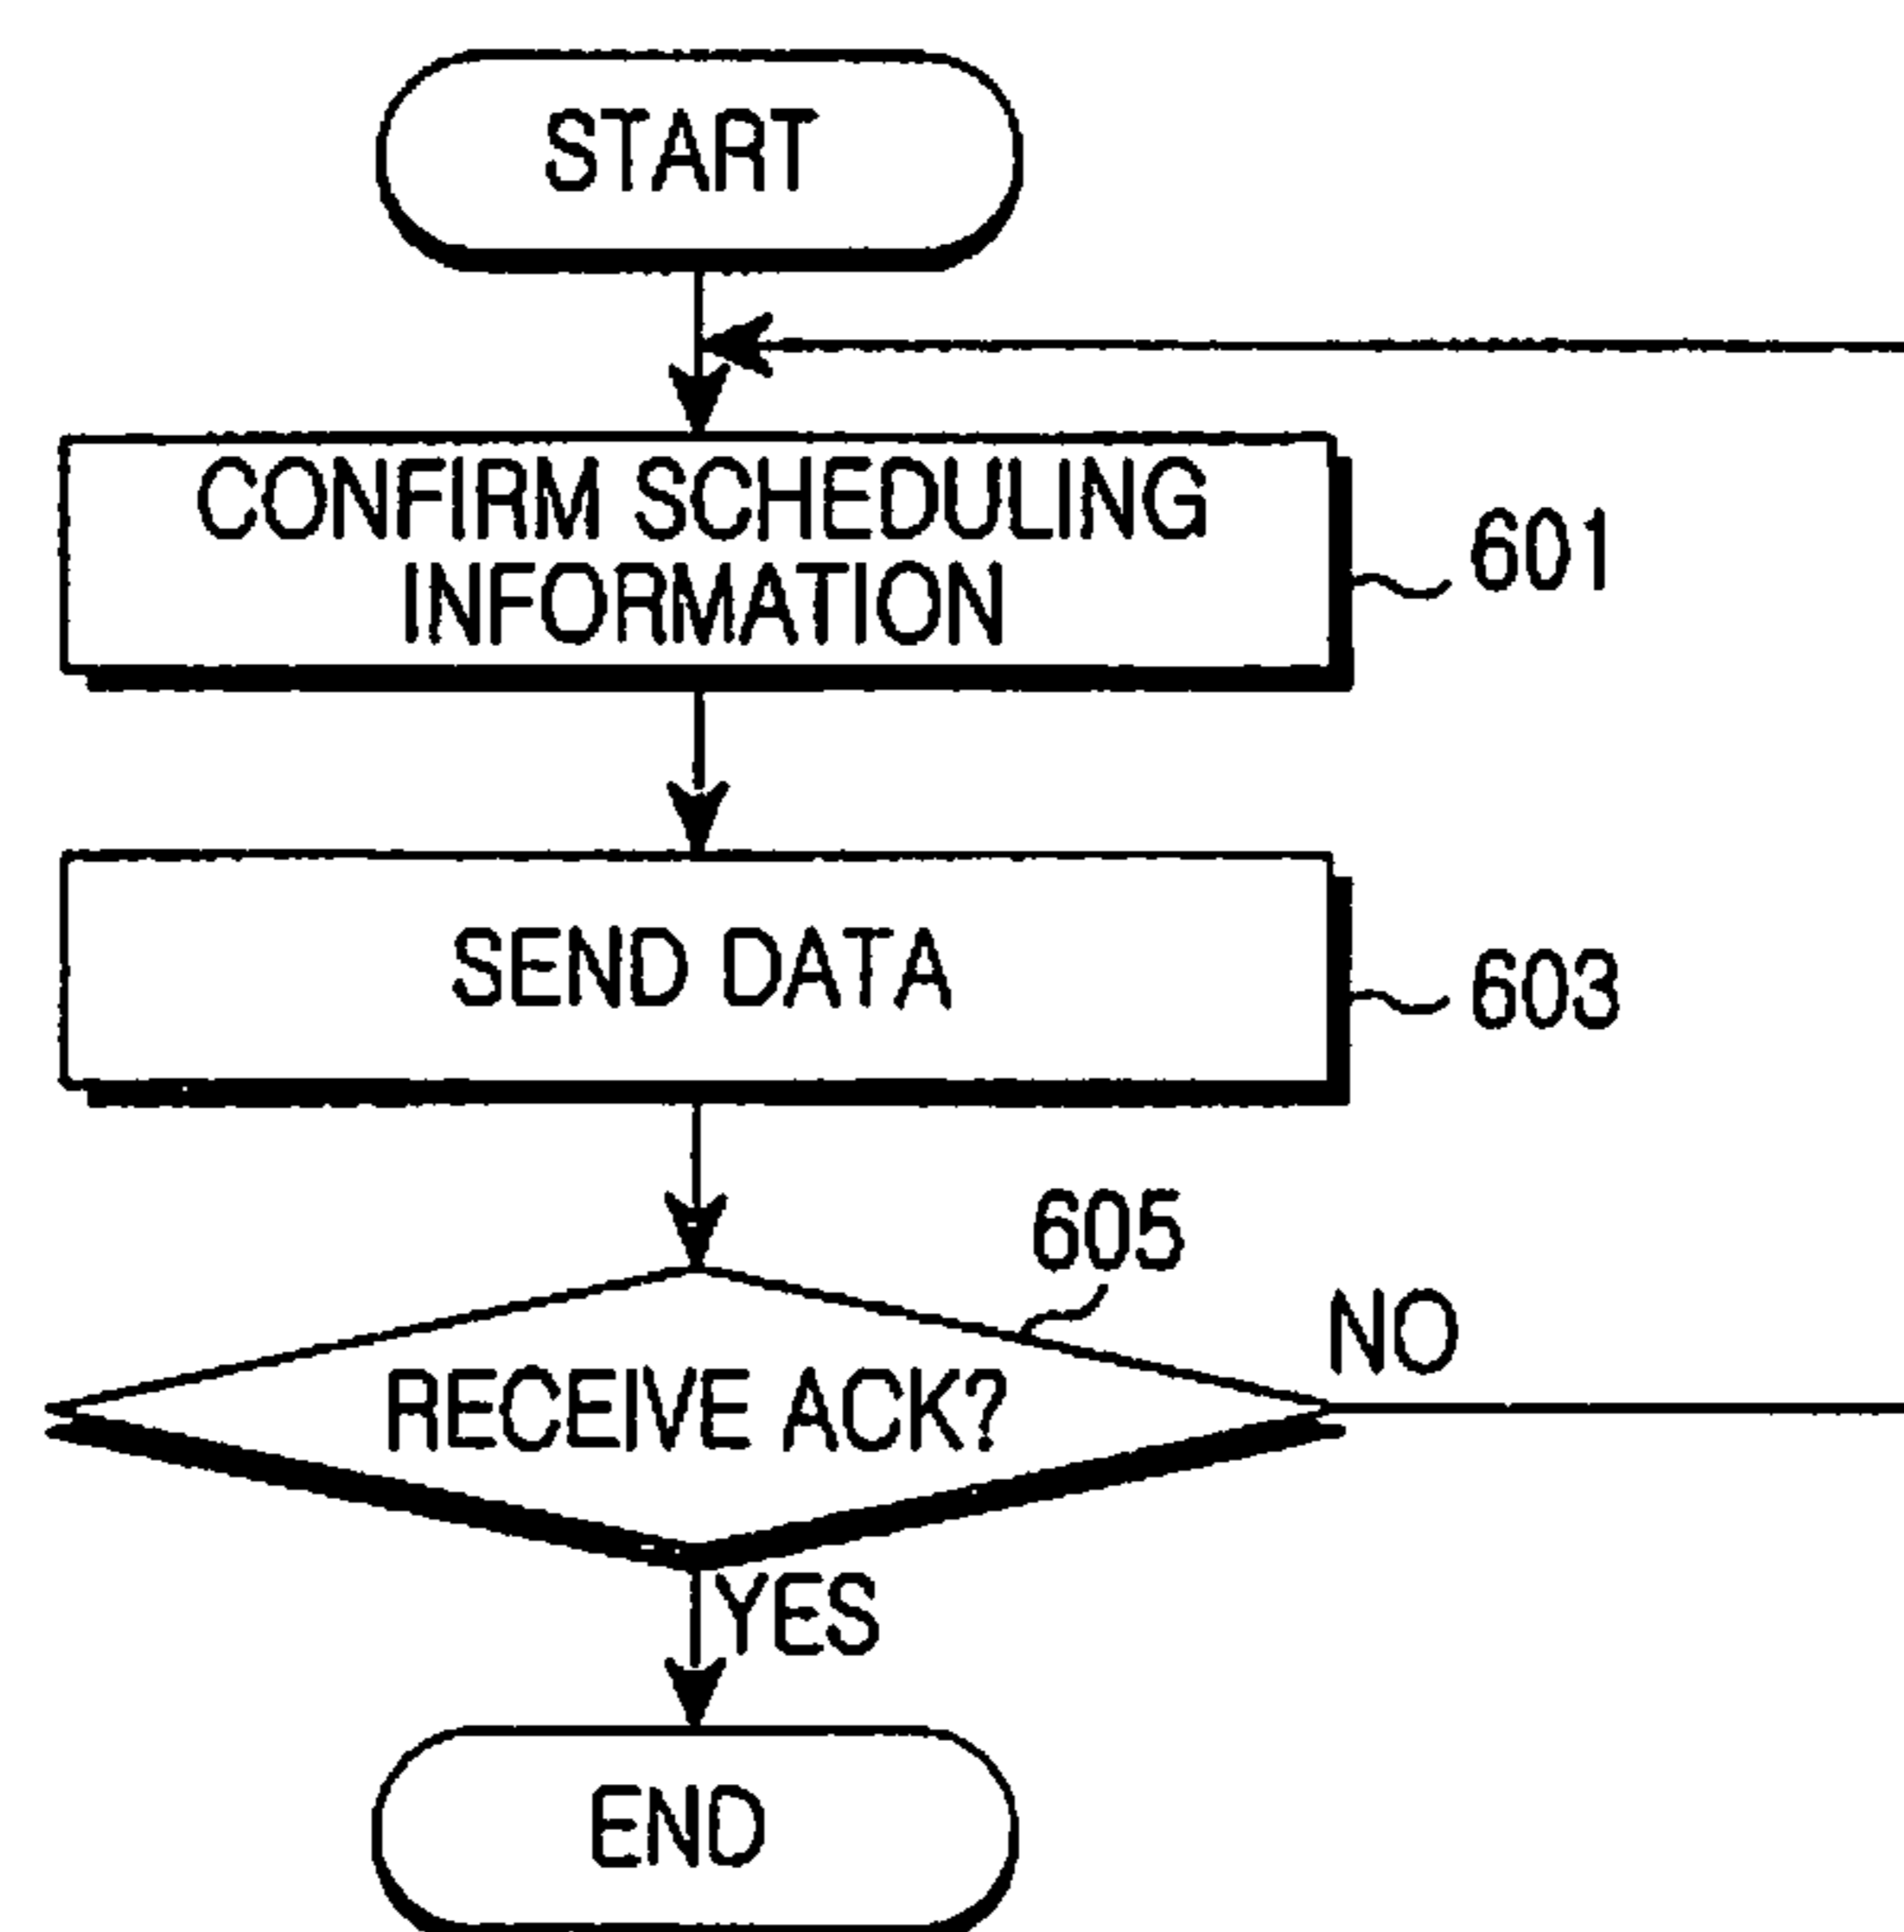 START
CONFIRM SCHEDULING
INFORMATION
601
SEND DATA
603
605
NO
RECEIVE ACK?
YES
END